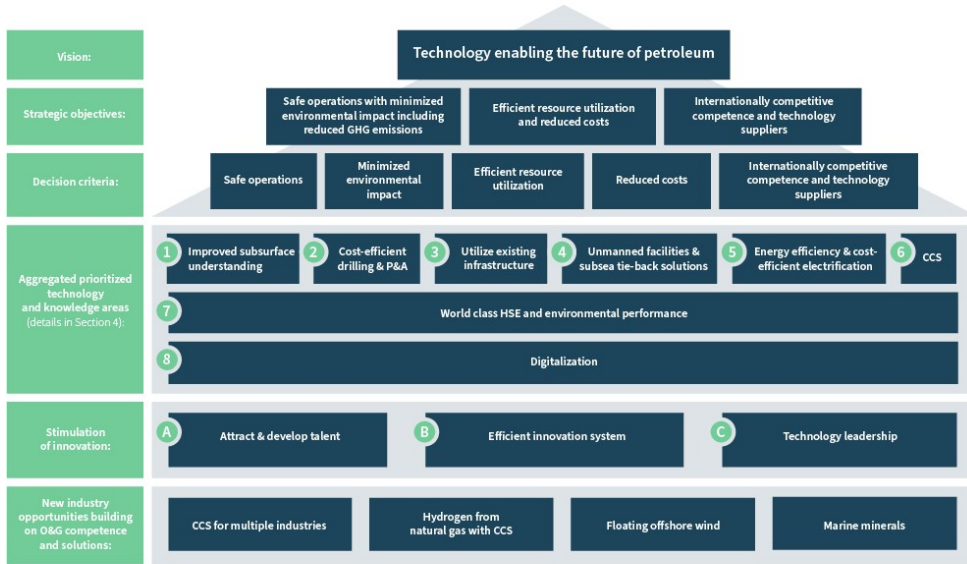 Vision:
Technology enabling the future of petroleum
Strategic objectives:
Safe operations with minimized
environmental impact including
reduced GHG emissions
Efficient resource utilization
and reduced costs
Internationally competitive
competence and technology
suppliers
Decision criteria:
Safe operations
Minimized
environmental
impact
Efficient resource
utilization
Reduced costs
Internationally competitive
competence and technology
suppliers
Aggregated prioritized
technology
and knowledge areas
(details in Section 4):
1
Improved subsurface
understanding
2
Cost-efficient
drilling & P&A
3
Utilize existing
infrastructure
4
Unmanned facilities &
subsea tie-back solutions
5
Energy efficiency & cost-
efficient electrification
6
CCS
7
World class HSE and environmental performance
8
Digitalization
Stimulation
of innovation:
A
Attract & develop talent
B
Efficient innovation system
C
Technology leadership
New industry
opportunities building
on O&G competence
and solutions:
CCS for multiple industries
Hydrogen from
natural gas with CCS
Floating offshore wind
Marine minerals